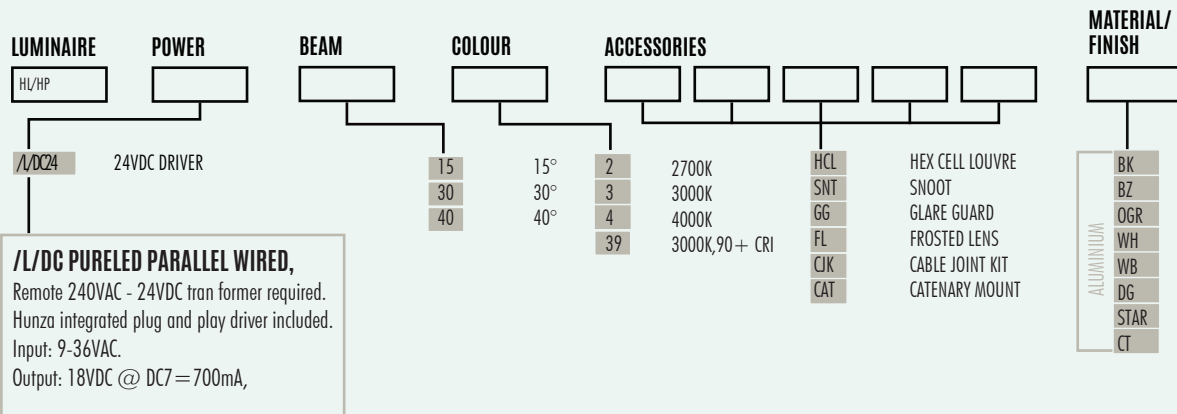 LUMINAIRE POWER BEAM COLOUR ACCESSORIES MATERIAL/
FINISH
HL/HP
/L/DC24 24VDC DRIVER
15 15°
30 30°
40 40°
2 2700K
3 3000K
4 4000K
39 3000K,90+ CRI
HCL HEX CELL LOUVRE
SNT SNOOT
GG GLARE GUARD
FL FROSTED LENS
CJK CABLE JOINT KIT
CAT CATENARY MOUNT
ALUMINIUM
BK
BZ
OGR
WH
WB
DG
STAR
CT
/L/DC PURELED PARALLEL WIRED,
Remote 240VAC - 24VDC tran former required.
Hunza integrated plug and play driver included.
Input: 9-36VAC.
Output: 18VDC @ DC7=700mA,